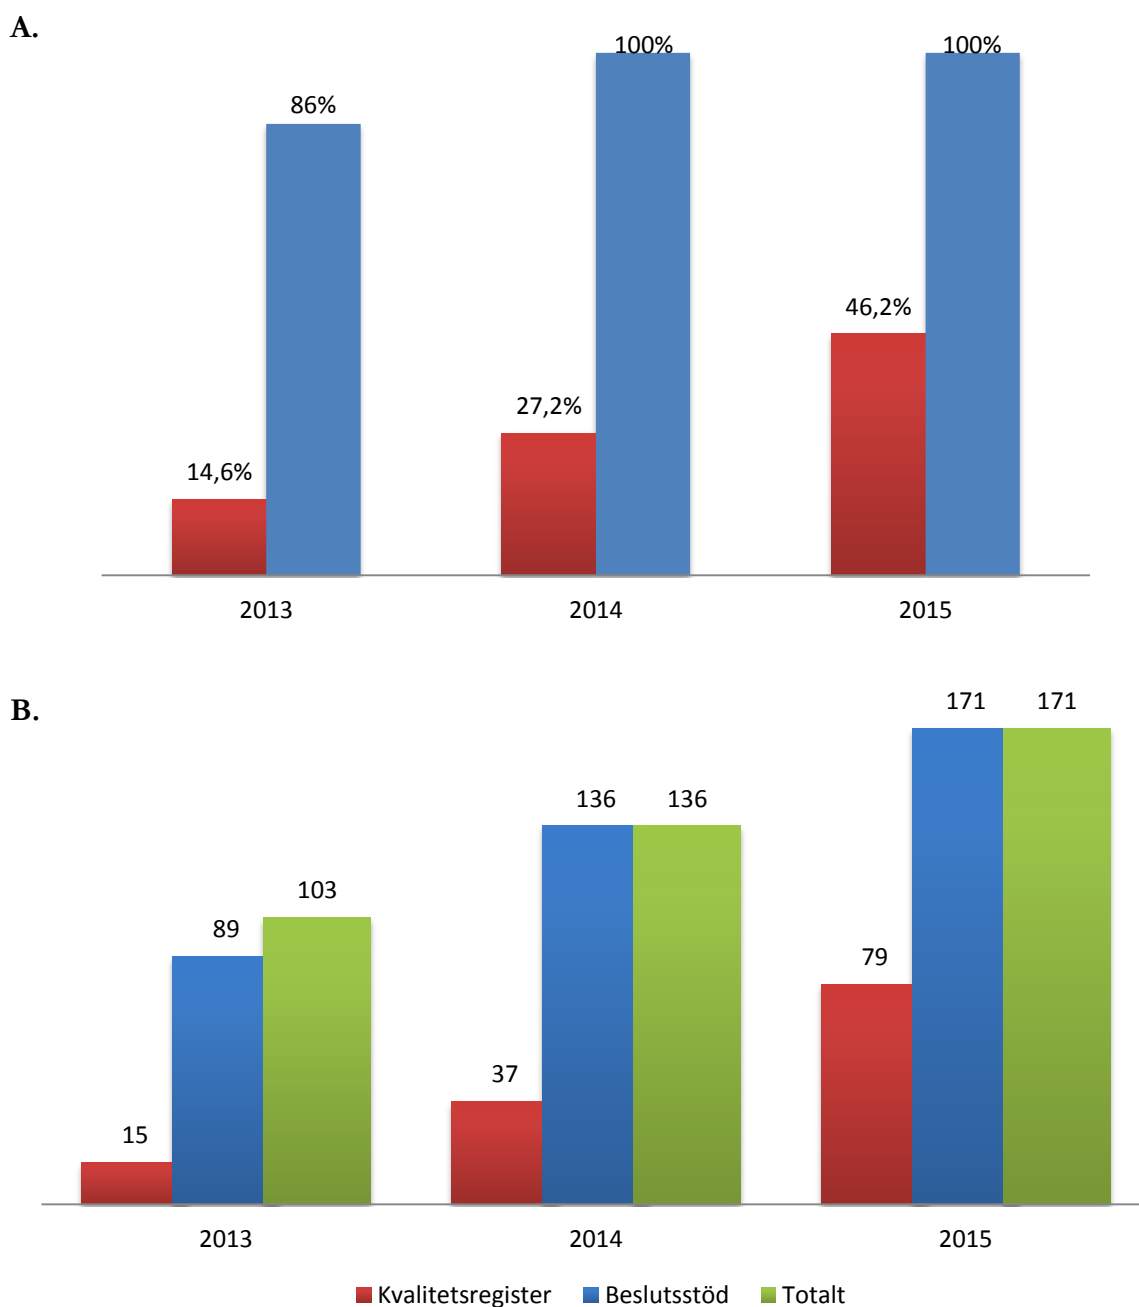 A.
100% 100%
86%
46,2%
27,2%
14,6%
2013 2014 2015
B.
171 171
136 136
103
89
79
37
15
2013 2014 2015
Kvalitetsregister Beslutsstöd Totalt